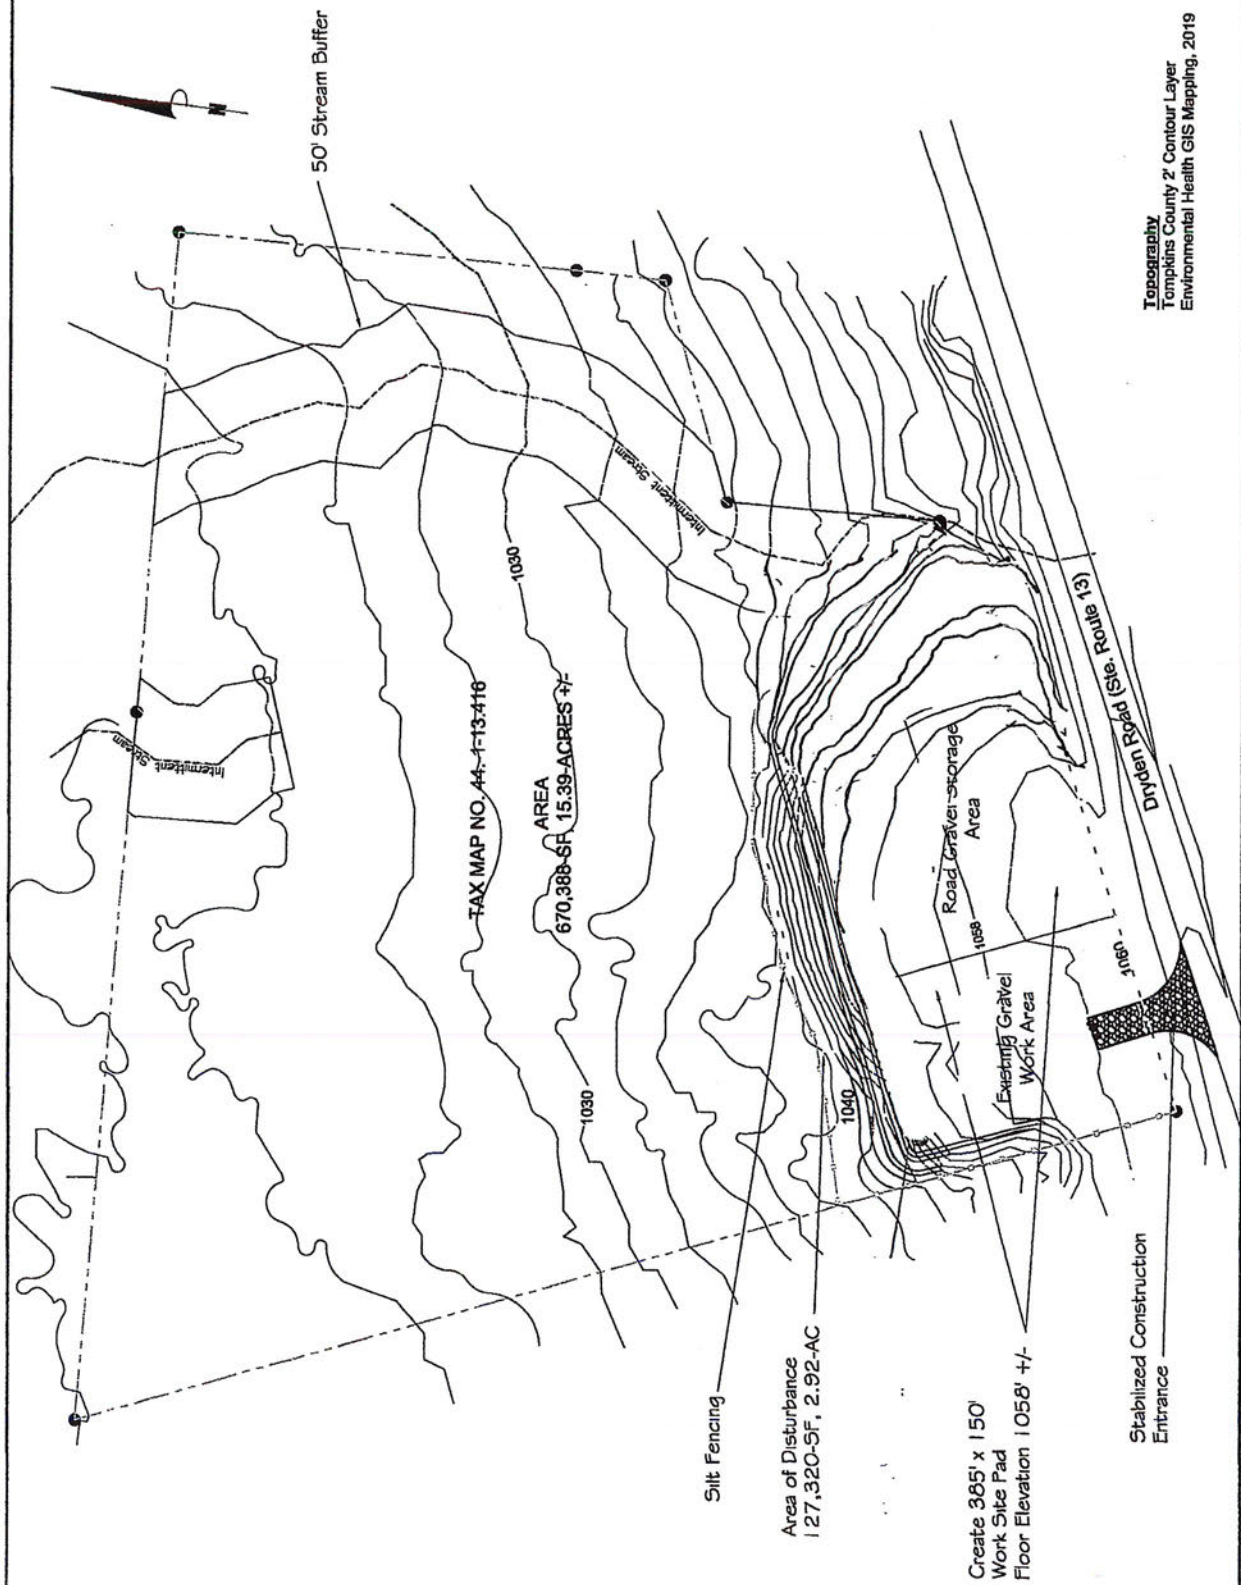 N
50' Stream Buffer
Intermittent Stream
Intermittent
Stream
1030
TAX MAP NO. 44.-1-13.416
AREA
670,388-SF, 15.39-ACRES +/-
1030
Road Gravel storage
Area
1058
Existing Gravel
Work Area
1040
1060
Dryden Road (Ste. Route 13)
Silt Fencing
Area of Disturbance
127,320-SF, 2.92-AC
Create 385' x 150'
Work Site Pad
Floor Elevation 1058' +/-
Stabilized Construction
Entrance
Topography
Tompkins County 2' Contour Layer
Environmental Health GIS Mapping, 2019